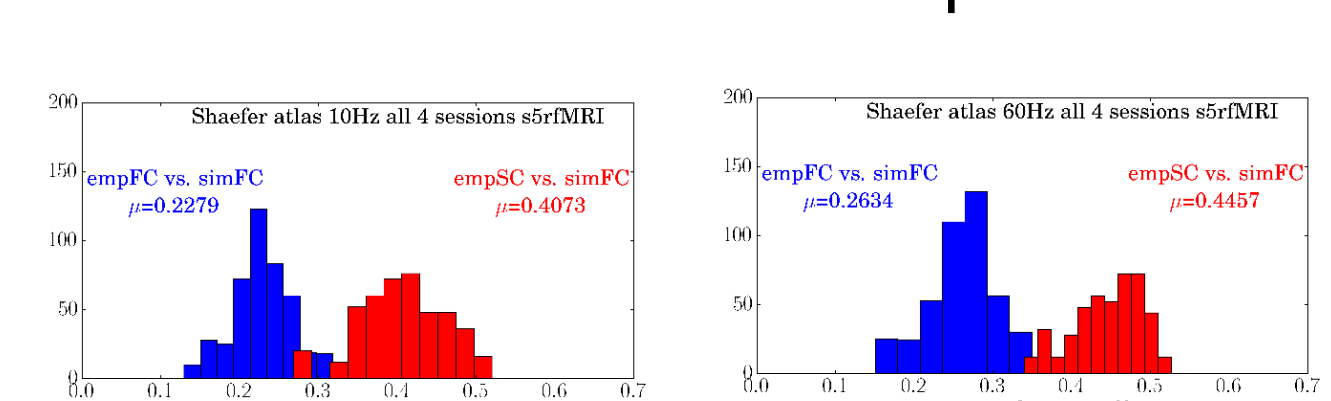 Shaefer atlas 10Hz all 4 sessions s5rfMRI
empFC vs. simFC
μ=0.2279
empSC vs. simFC
μ=0.4073
200
150
100
50
0
0.0 0.1 0.2 0.3 0.4 0.5 0.6 0.7
Shaefer atlas 60Hz all 4 sessions s5rfMRI
empFC vs. simFC
μ=0.2634
empSC vs. simFC
μ=0.4457
200
150
100
50
0
0.0 0.1 0.2 0.3 0.4 0.5 0.6 0.7